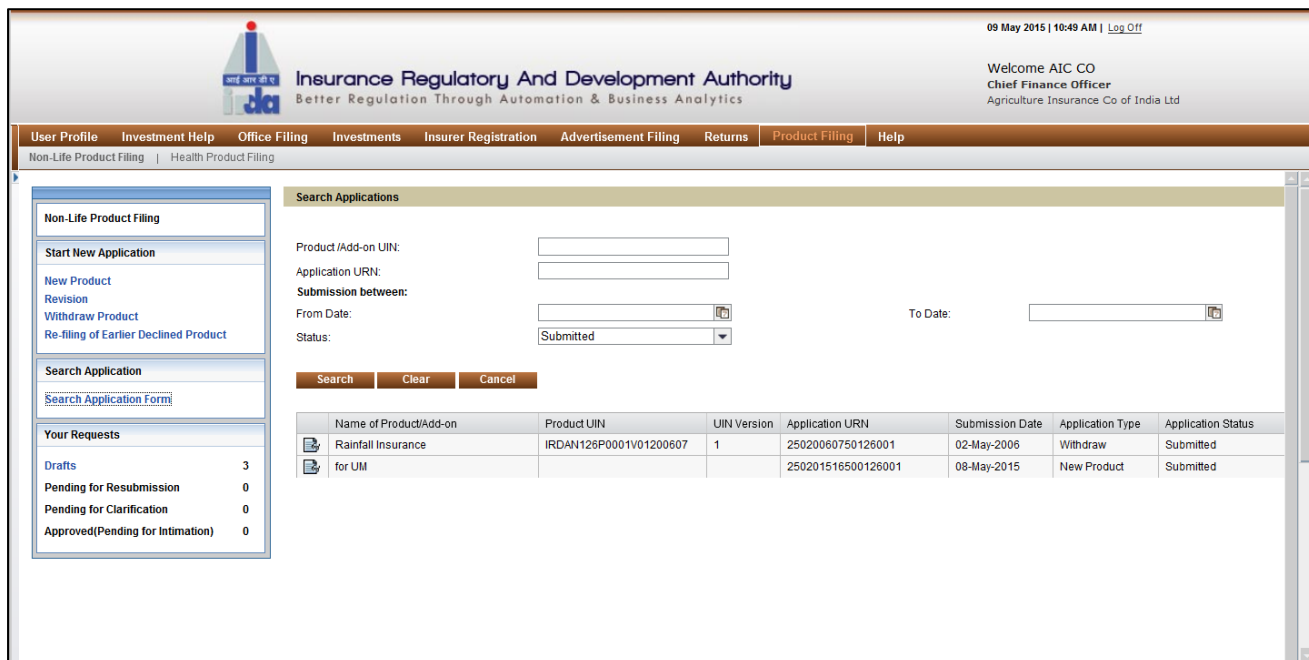 09 May 2015 | 10:49 AM | Log Off
आई आर डी ए
irda
Insurance Regulatory And Development Authority
Better Regulation Through Automation & Business Analytics
Welcome AIC CO
Chief Finance Officer
Agriculture Insurance Co of India Ltd
User Profile Investment Help Office Filing Investments Insurer Registration Advertisement Filing Returns Product Filing Help
Non-Life Product Filing | Health Product Filing
Non-Life Product Filing
Start New Application
New Product
Revision
Withdraw Product
Re-filing of Earlier Declined Product
Search Application
Search Application Form
Your Requests
Drafts 3
Pending for Resubmission 0
Pending for Clarification 0
Approved(Pending for Intimation) 0
Search Applications
Product /Add-on UIN:
Application URN:
Submission between:
From Date: To Date:
Status: Submitted
Search Clear Cancel
Name of Product/Add-on Product UIN UIN Version Application URN Submission Date Application Type Application Status
Rainfall Insurance IRDAN126P0001V01200607 1 25020060750126001 02-May-2006 Withdraw Submitted
for UM 250201516500126001 08-May-2015 New Product Submitted